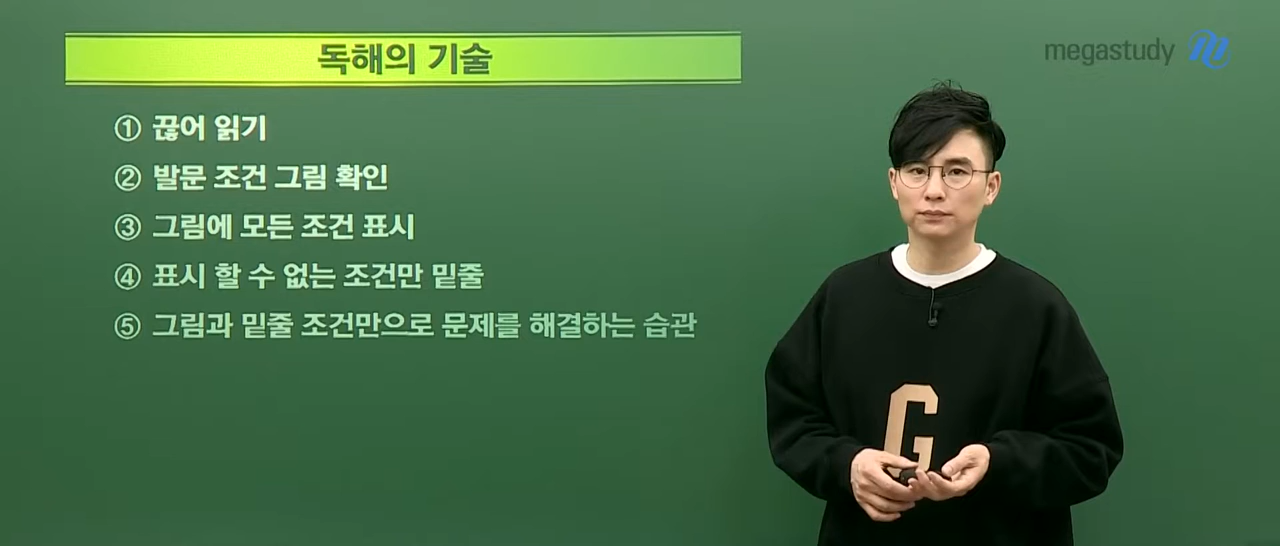 독해의 기술
megastudy
① 끊어 읽기
② 발문 조건 그림 확인
③ 그림에 모든 조건 표시
④ 표시 할 수 없는 조건만 밑줄
⑤ 그림과 밑줄 조건만으로 문제를 해결하는 습관
G